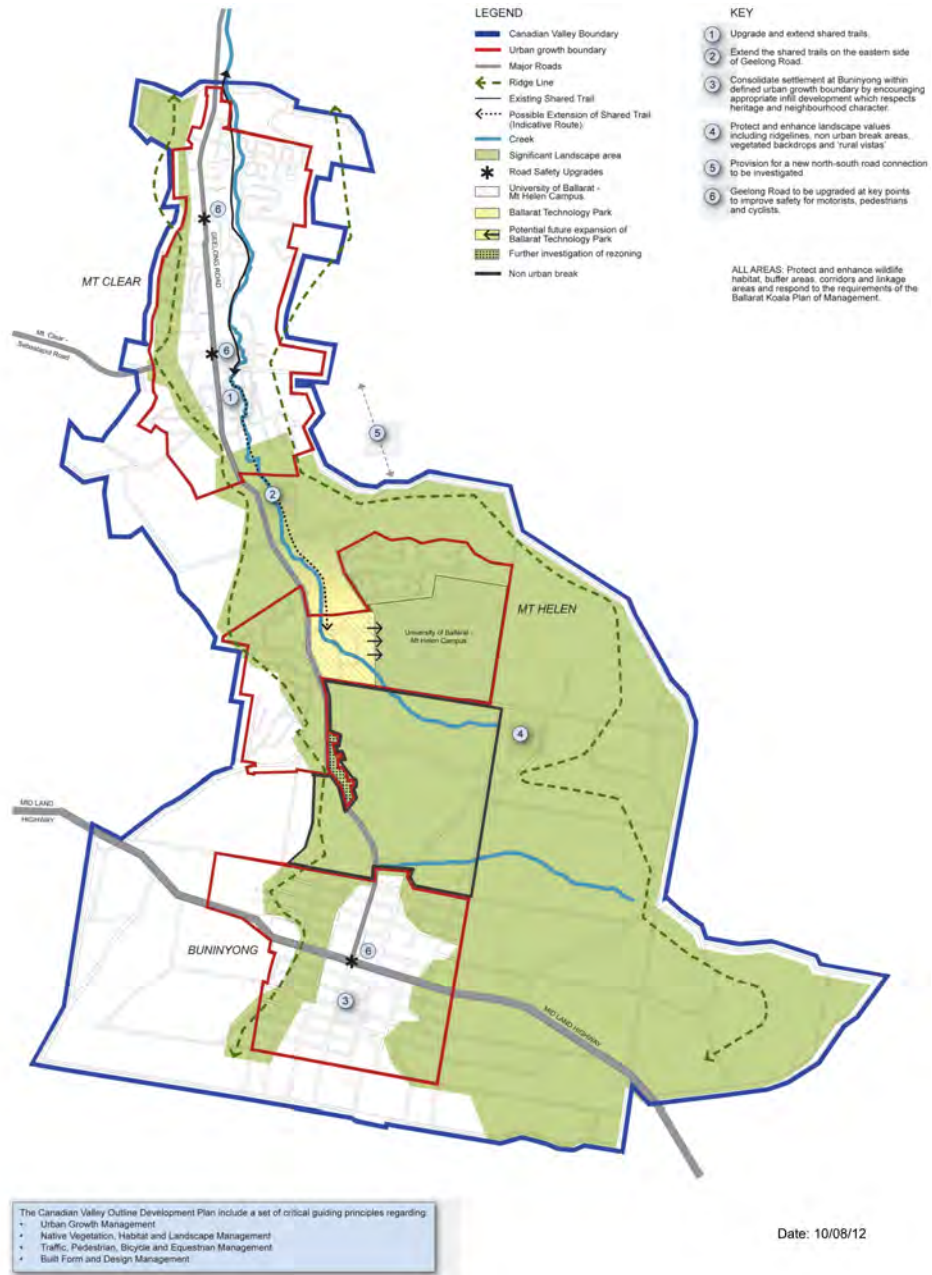 LEGEND
Canadian Valley Boundary
Urban growth boundary
Major Roads
Ridge Line
Existing Shared Trail
Possible Extension of Shared Trail
(Indicative Route)
Creek
Significant Landscape area
Road Safety Upgrades
University of Ballarat -
Mt Helen Campus.
Ballarat Technology Park
Potential future expansion of
Ballarat Technology Park
Further investigation of rezoning
Non urban break
KEY
1 Upgrade and extend shared trails.
2 Extend the shared trails on the eastern side
of Geelong Road.
3 Consolidate settlement at Buninyong within
defined urban growth boundary by encouraging
appropriate infill development which respects
heritage and neighbourhood character.
4 Protect and enhance landscape values
including ridgelines, non urban break areas,
vegetated backdrops and 'rural vistas'
5 Provision for a new north-south road connection
to be investigated
6 Geelong Road to be upgraded at key points
to improve safety for motorists, pedestrians
and cyclists.
ALL AREAS: Protect and enhance wildlife
habitat, buffer areas, corridors and linkage
areas and respond to the requirements of the
Ballarat Koala Plan of Management.
6
GEELONG ROAD
MT CLEAR
Mt. Clear -
Sebastapol Road
6
1
5
2
MT HELEN
University of Ballarat -
Mt Helen Campus
4
MID LAND
HIGHWAY
BUNINYONG
6
3
MID LAND HIGHWAY
The Canadian Valley Outline Development Plan include a set of critical guiding principles regarding:
• Urban Growth Management
• Native Vegetation, Habitat and Landscape Management
• Traffic, Pedestrian, Bicycle and Equestrian Management
• Built Form and Design Management
Date: 10/08/12